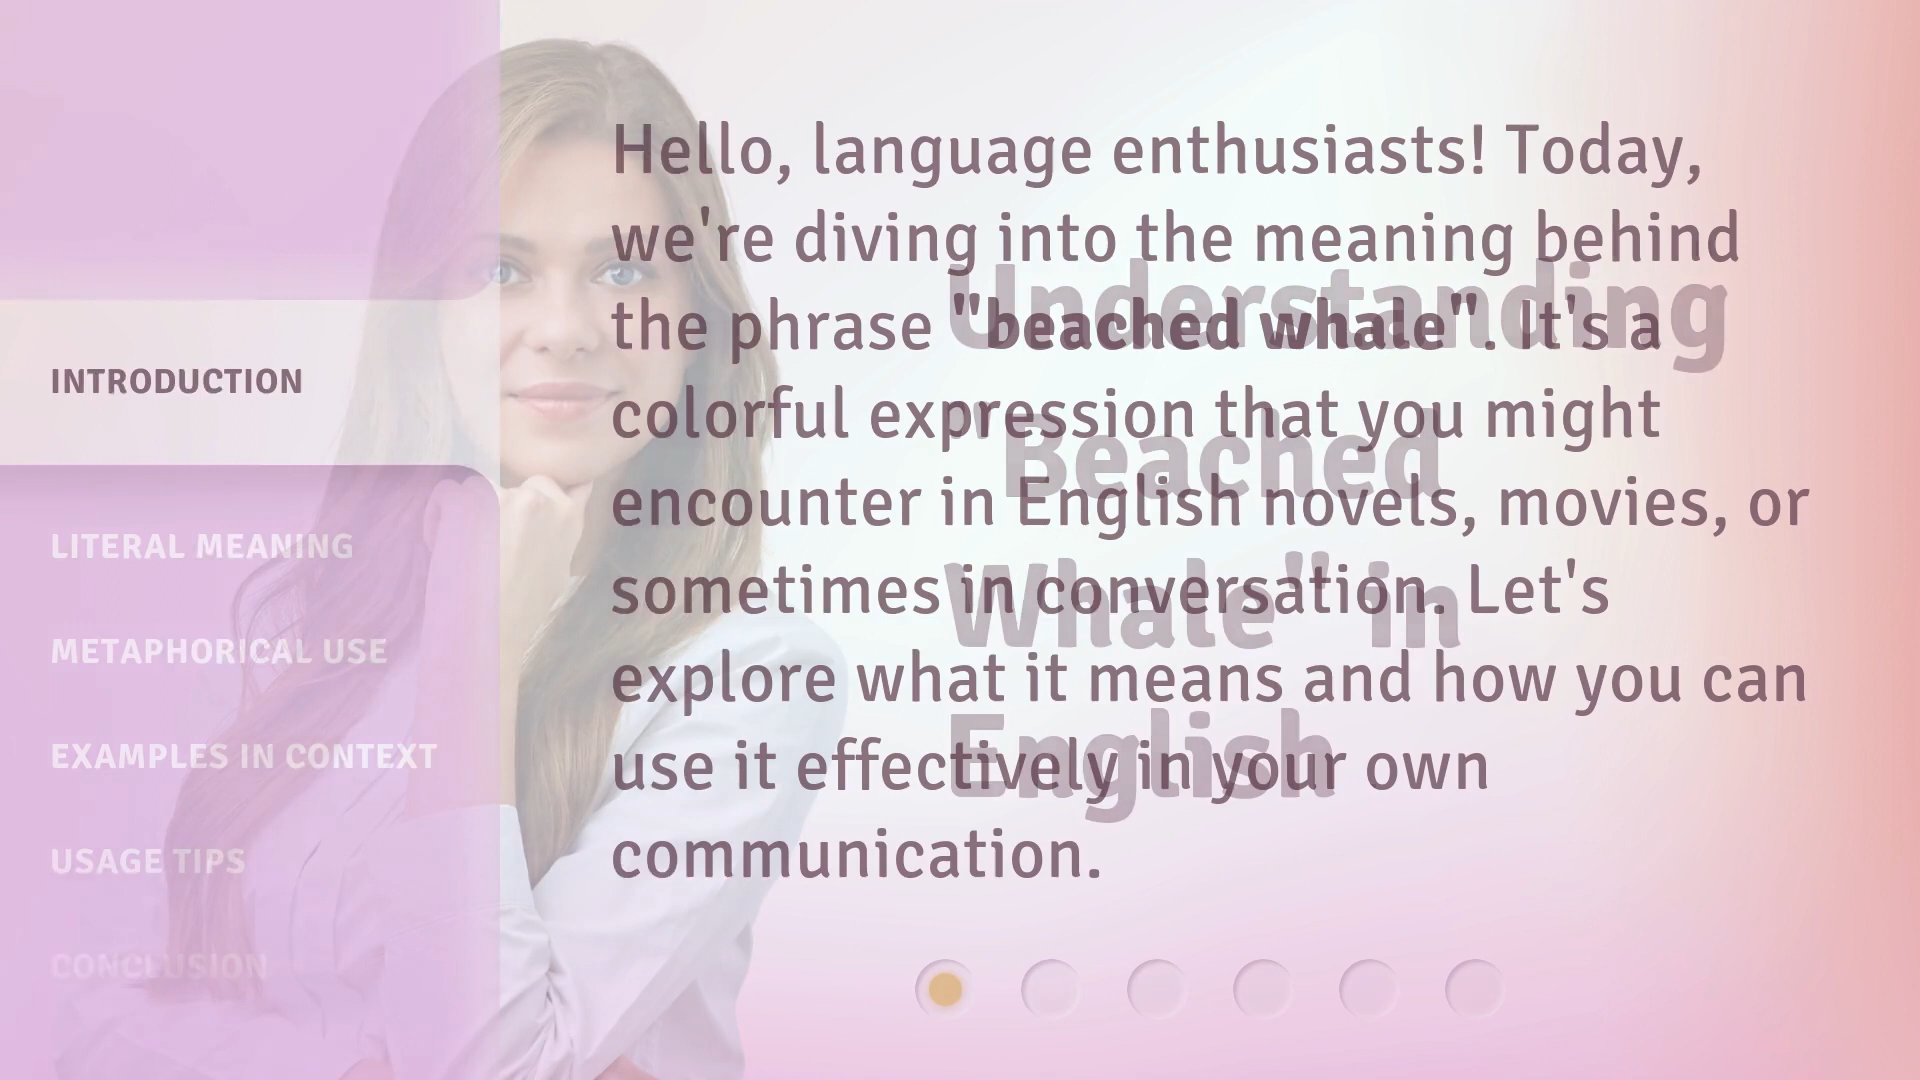 INTRODUCTION
LITERAL MEANING
METAPHORICAL USE
EXAMPLES IN CONTEXT
USAGE TIPS
CONCLUSION
Hello, language enthusiasts! Today,
we're diving into the meaning behind
the phrase "beached whale". It's a
colorful expression that you might
encounter in English novels, movies, or
sometimes in conversation. Let's
explore what it means and how you can
use it effectively in your own
communication.
Understanding
"Beached
Whale" in
English